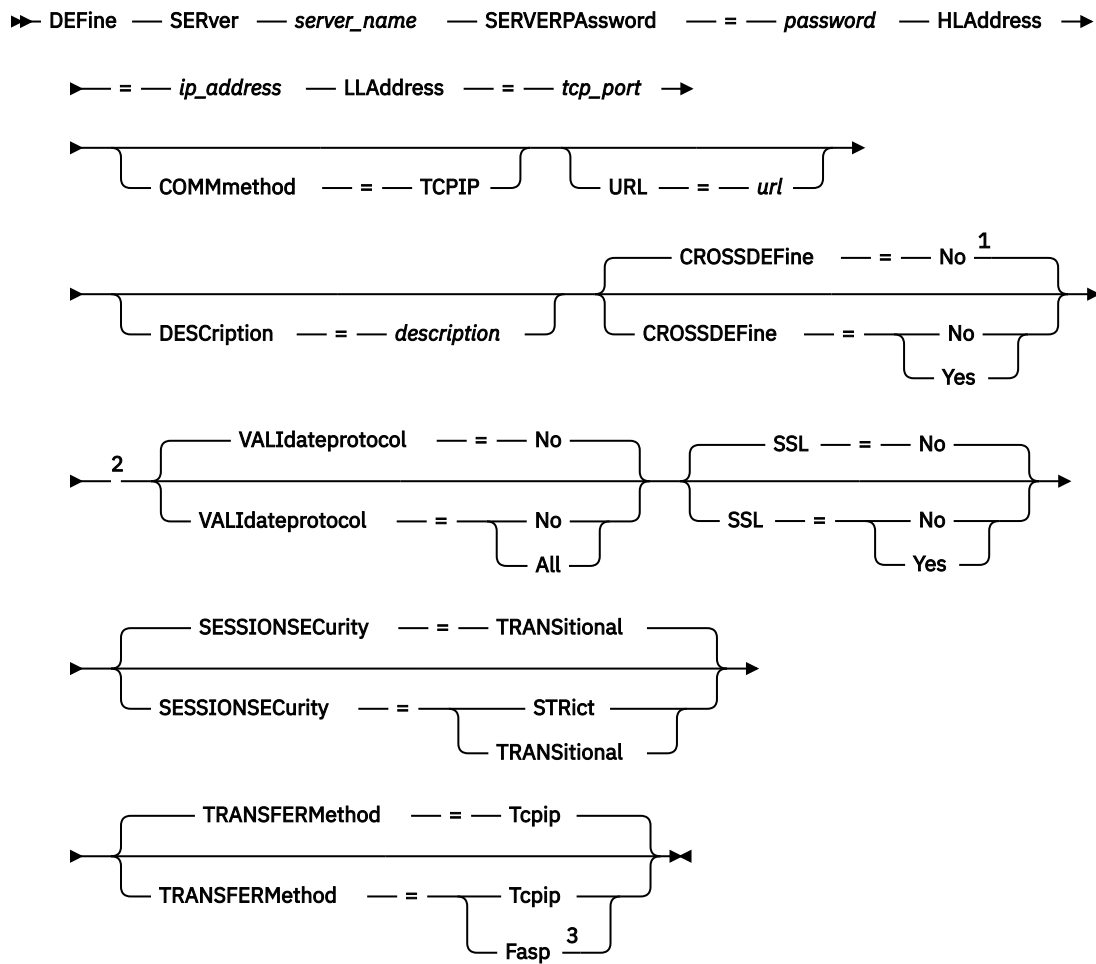 DEFine SERver server_name SERVERPAssword = password HLAddress
= ip_address LLAddress = tcp_port
COMMmethod = TCPIP URL = url
CROSSDEFine = No 1
DESCription = description CROSSDEFine = No
Yes
VALIdateprotocol = No SSL = No
2
VALIdateprotocol = No SSL = No
All Yes
SESSIONSECurity = TRANSitional
SESSIONSECurity = STRict
TRANSitional
TRANSFERMethod = Tcpip
TRANSFERMethod = Tcpip
Fasp 3